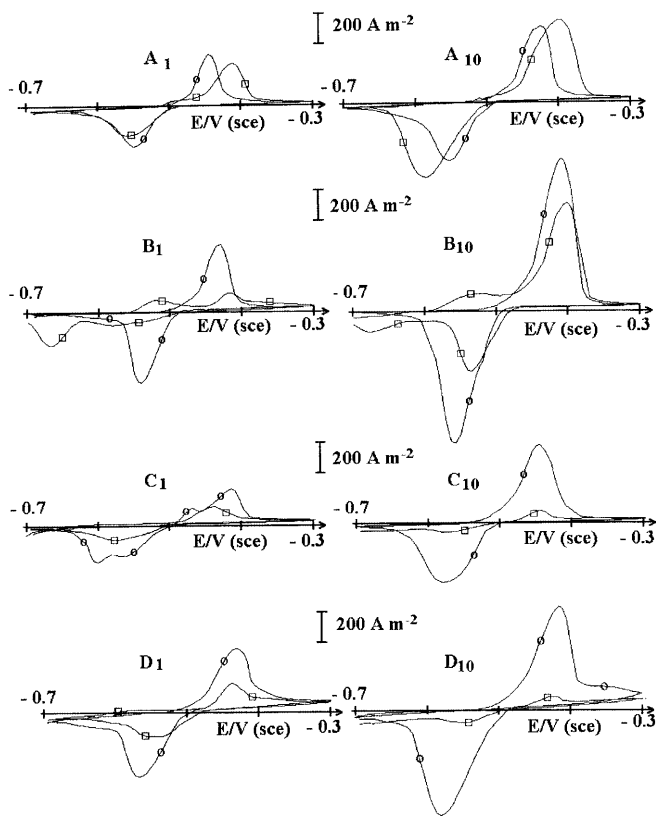 200 A m-2
A 1
A 10
- 0.7
- 0.7
E/V (sce)
- 0.3
E/V (sce)
- 0.3
200 A m-2
B1
B10
- 0.7
- 0.7
E/V (sce)
- 0.3
E/V (sce)
- 0.3
200 A m-2
C1
C10
- 0.7
- 0.7
E/V (sce)
- 0.3
E/V (sce)
- 0.3
200 A m-2
D1
D10
- 0.7
- 0.7
E/V (sce)
- 0.3
E/V (sce)
- 0.3